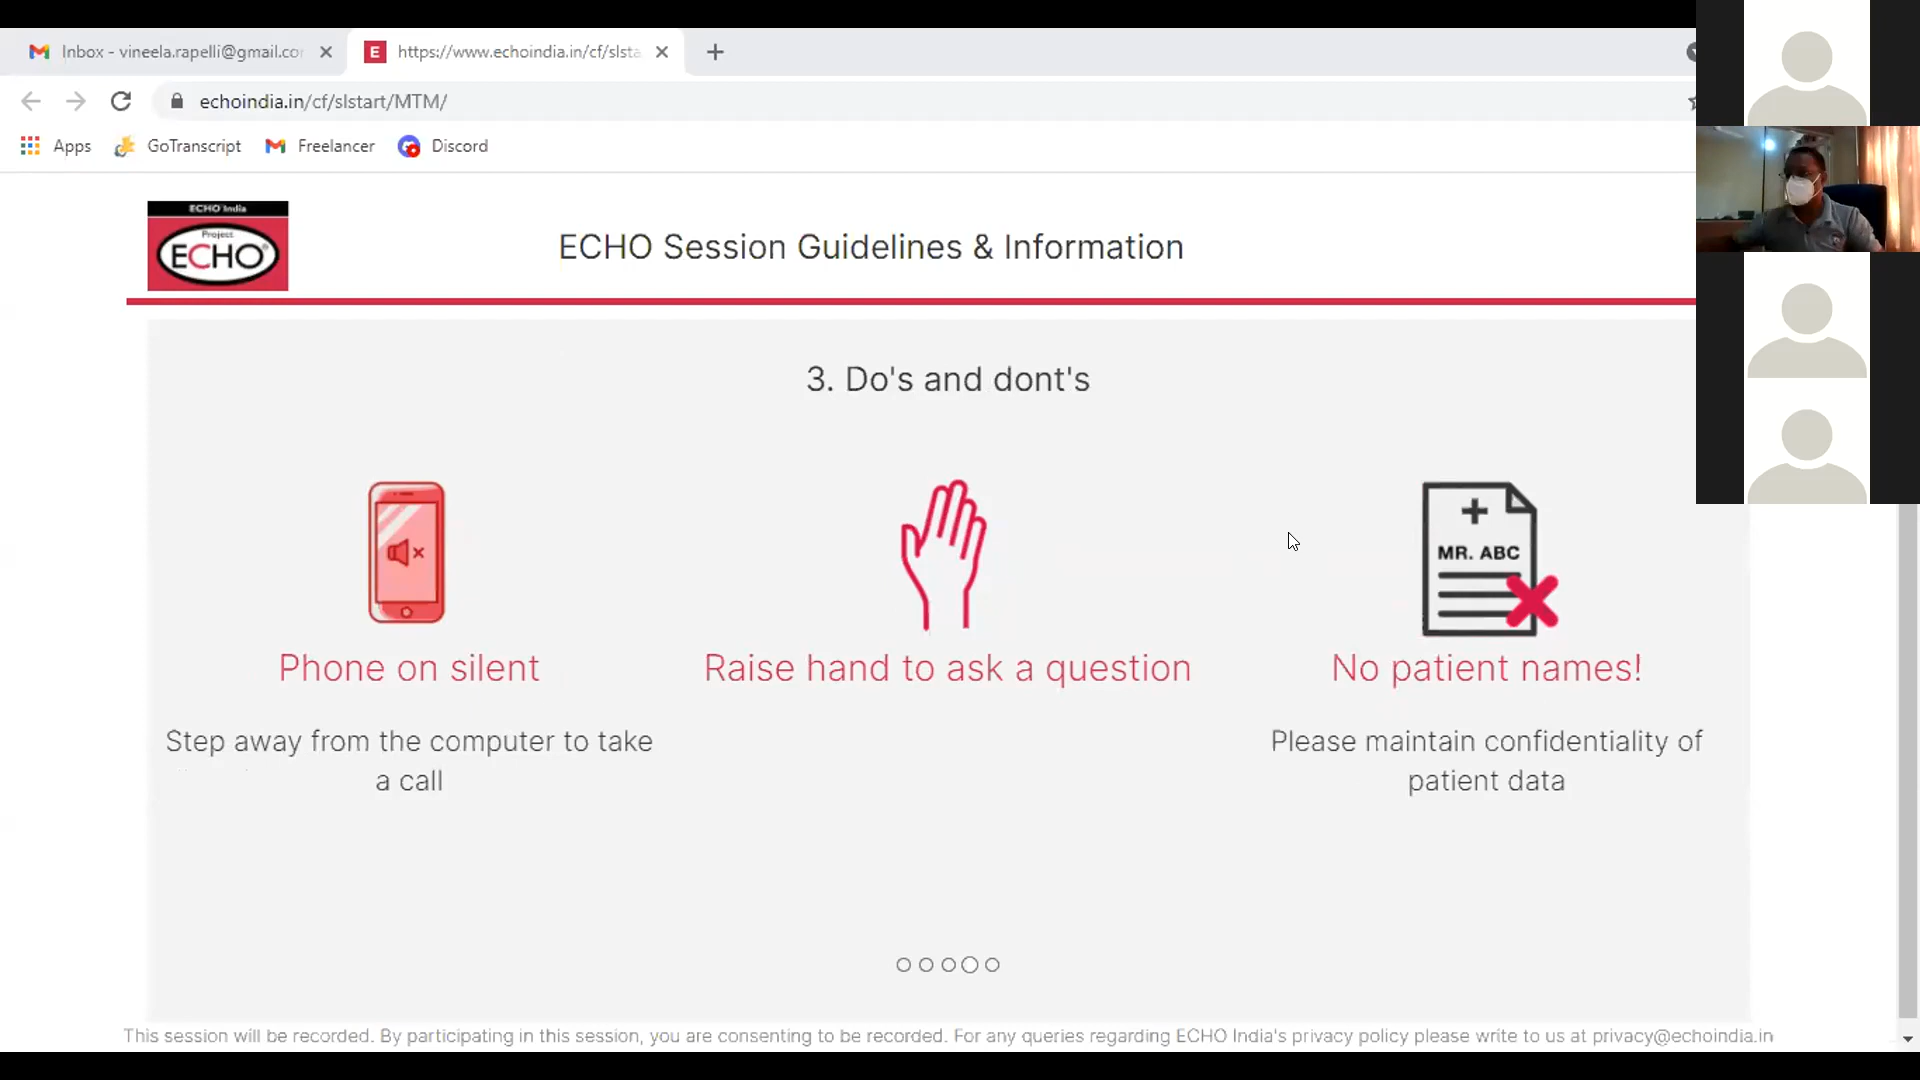 Inbox - vineela.rapelli@gmail.co
https://www.echoindia.in/cf/slsta
echoindia.in/cf/slstart/MTM/
Apps
GoTranscript
Freelancer
Discord
ECHO India
Project
ECHO®
ECHO Session Guidelines & Information
3. Do's and dont's
MR. ABC
Phone on silent
Raise hand to ask a question
No patient names!
Step away from the computer to take
a call
Please maintain confidentiality of
patient data
This session will be recorded. By participating in this session, you are consenting to be recorded. For any queries regarding ECHO India's privacy policy please write to us at privacy@echoindia.in